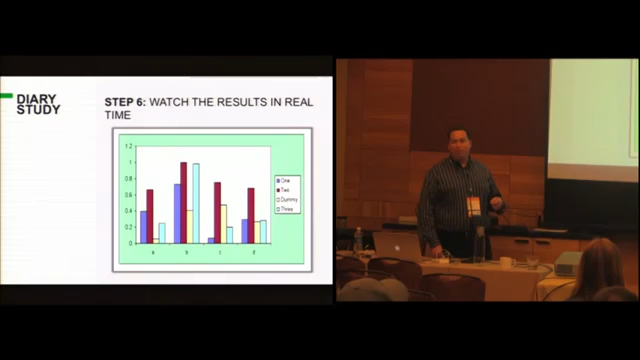 DIARY
STUDY
STEP 6: WATCH THE RESULTS IN REAL
TIME
1.2
1
0.8
0.6
0.4
0.2
0
One
Two
Dummy
Three